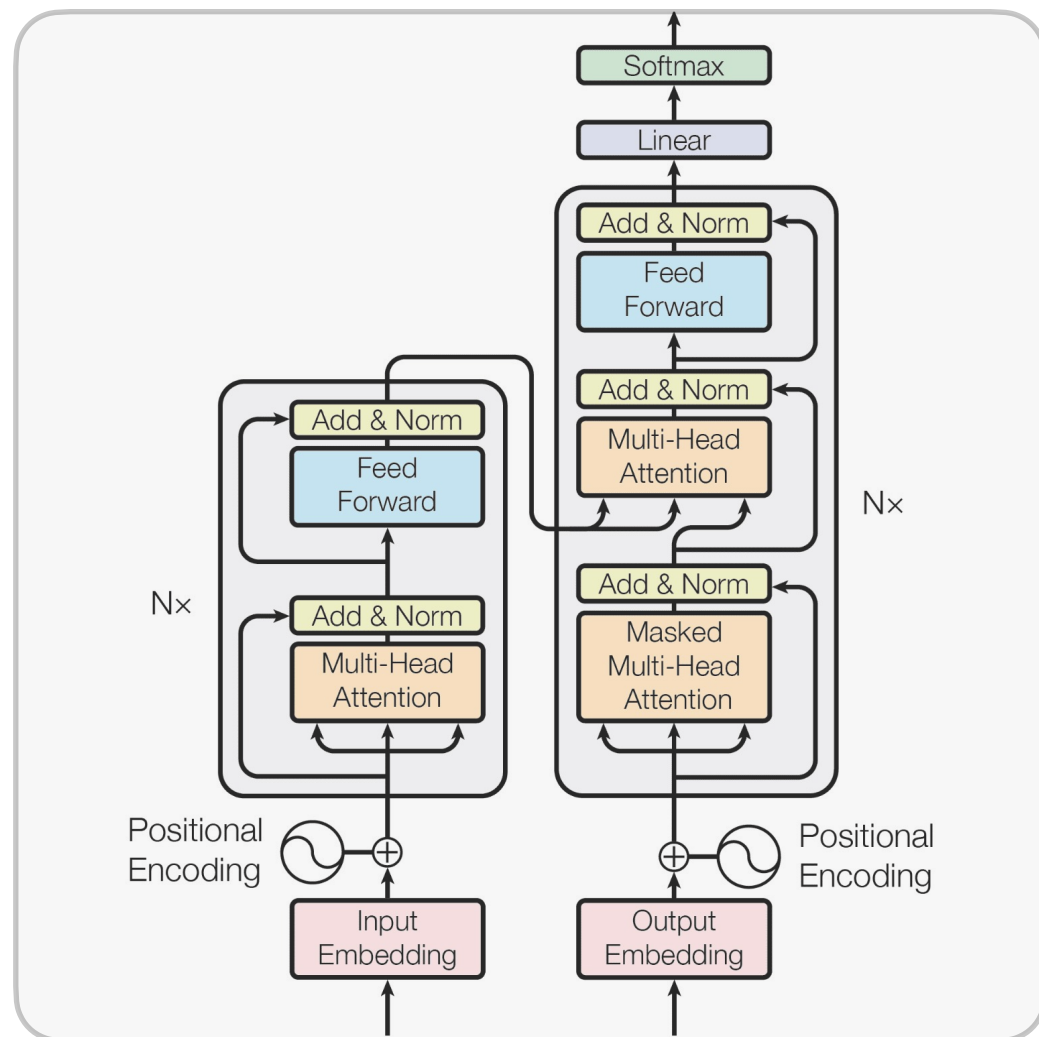 Softmax
Linear
Add & Norm
Feed
Forward
Add & Norm
Multi-Head
Attention
Nx
Add & Norm
Masked
Multi-Head
Attention
Add & Norm
Feed
Forward
Nx
Add & Norm
Multi-Head
Attention
Positional
Encoding
Positional
Encoding
Input
Embedding
Output
Embedding